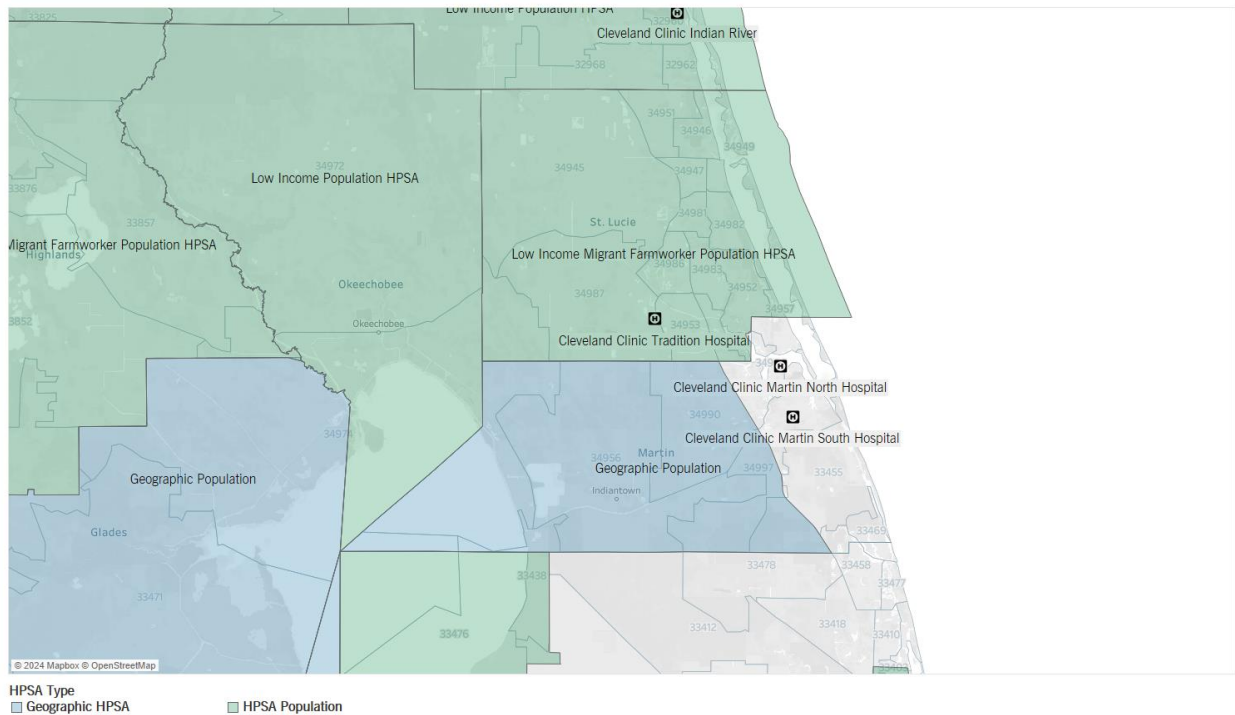 33825
Low Income Population HPSA
32960
Cleveland Clinic Indian River
32968
32962
34951
34946
34949
34972
Low Income Population HPSA
34945
34947
33876
34981
34982
33857
St. Lucie
Migrant Farmworker Population HPSA
Highlands
Low Income Migrant Farmworker Population HPSA
34986
34983
Okeechobee
34987
34952
34957
33852
Okeechobee
34953
Cleveland Clinic Tradition Hospital
Cleveland Clinic Martin North Hospital
34974
34990
Cleveland Clinic Martin South Hospital
34956
Martin
Geographic Population
Geographic Population
34997
33455
Indiantown
Glades
33469
33478
33458
33438
33477
33471
33476
33412
33418
33410
© 2024 Mapbox © OpenStreetMap
HPSA Type
Geographic HPSA
HPSA Population